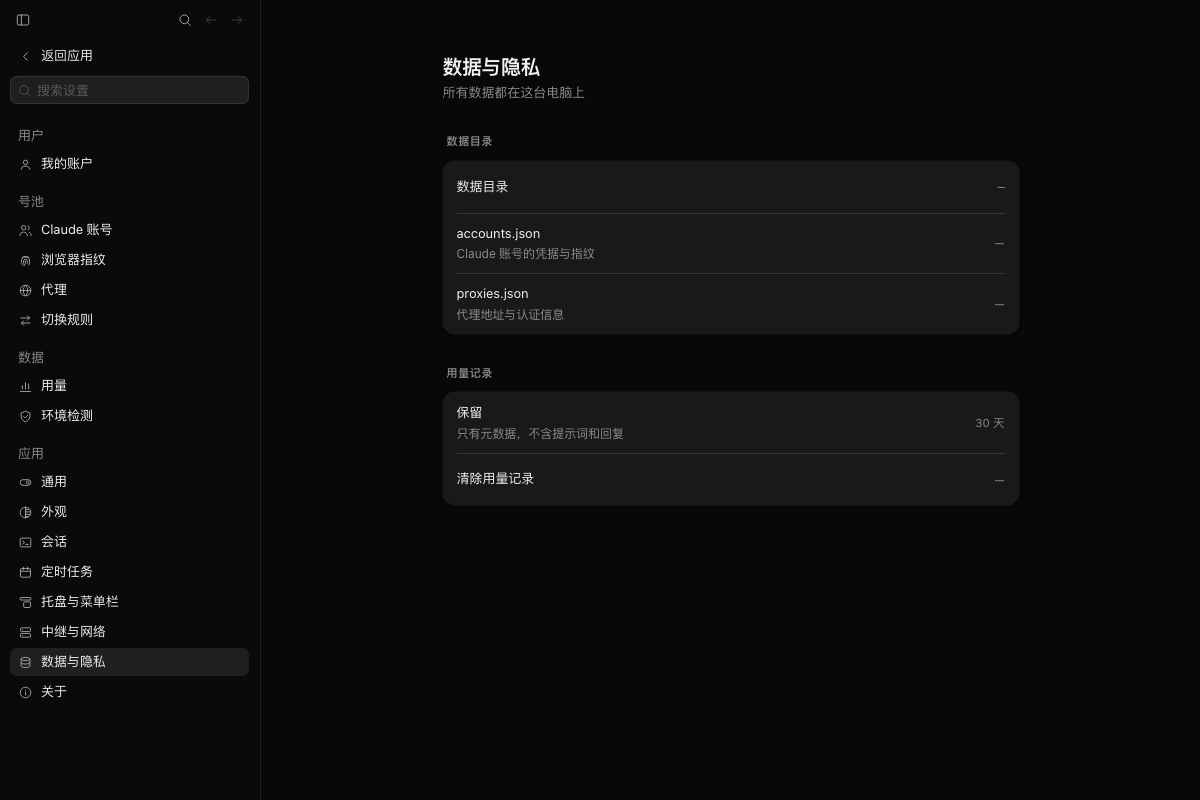 返回应用
搜索设置
用户
我的账户
号池
Claude 账号
浏览器指纹
代理
切换规则
数据
用量
环境检测
应用
通用
外观
会话
定时任务
托盘与菜单栏
中继与网络
数据与隐私
关于
数据与隐私
所有数据都在这台电脑上
数据目录
数据目录
—
accounts.json
Claude 账号的凭据与指纹
—
proxies.json
代理地址与认证信息
—
用量记录
保留
只有元数据，不含提示词和回复
30 天
清除用量记录
—